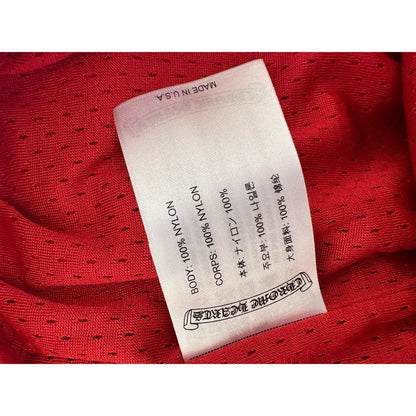 MADE IN U.S.A.
BODY: 100% NYLON
CORPS: 100% NYLON
本体: ナイロン 100%
주요부: 100% 나일론
大身面料: 100% 锦纶
CHROME HEARTS